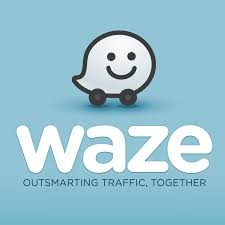 waze
OUTSMARTING TRAFFIC, TOGETHER